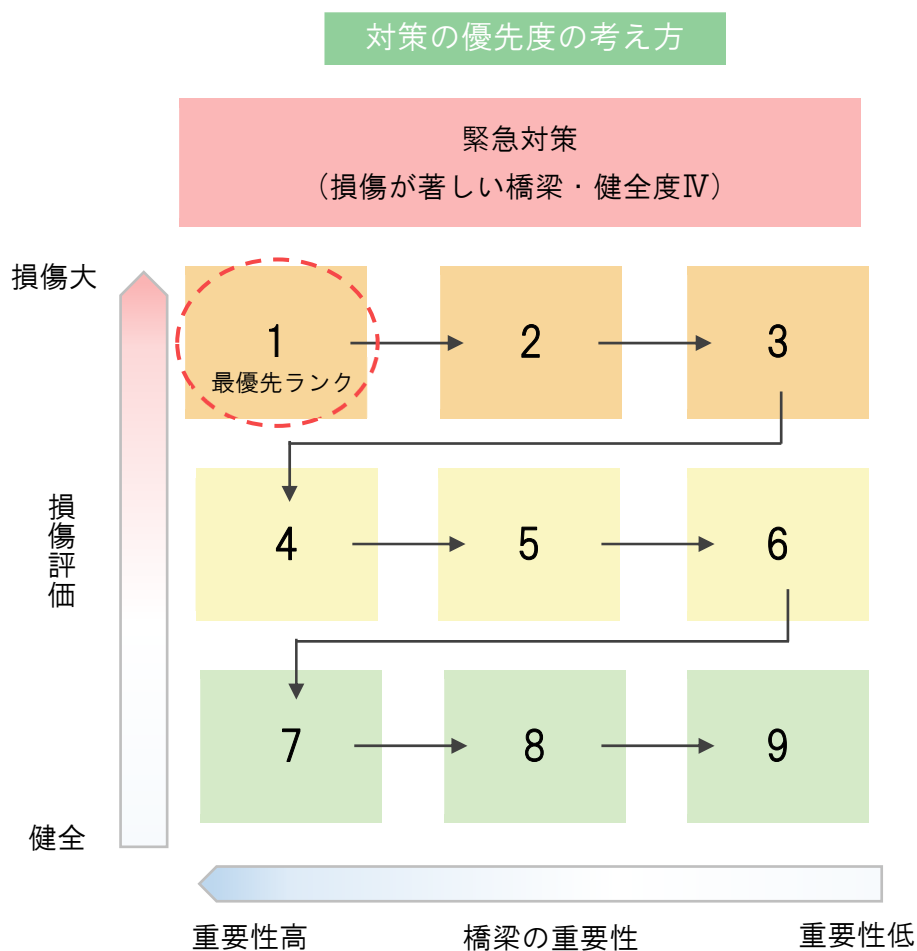 対策の優先度の考え方
緊急対策
（損傷が著しい橋梁・健全度Ⅳ）
損傷大
1
最優先ランク
2
3
損傷評価
4
5
6
7
8
9
健全
重要性高
橋梁の重要性
重要性低